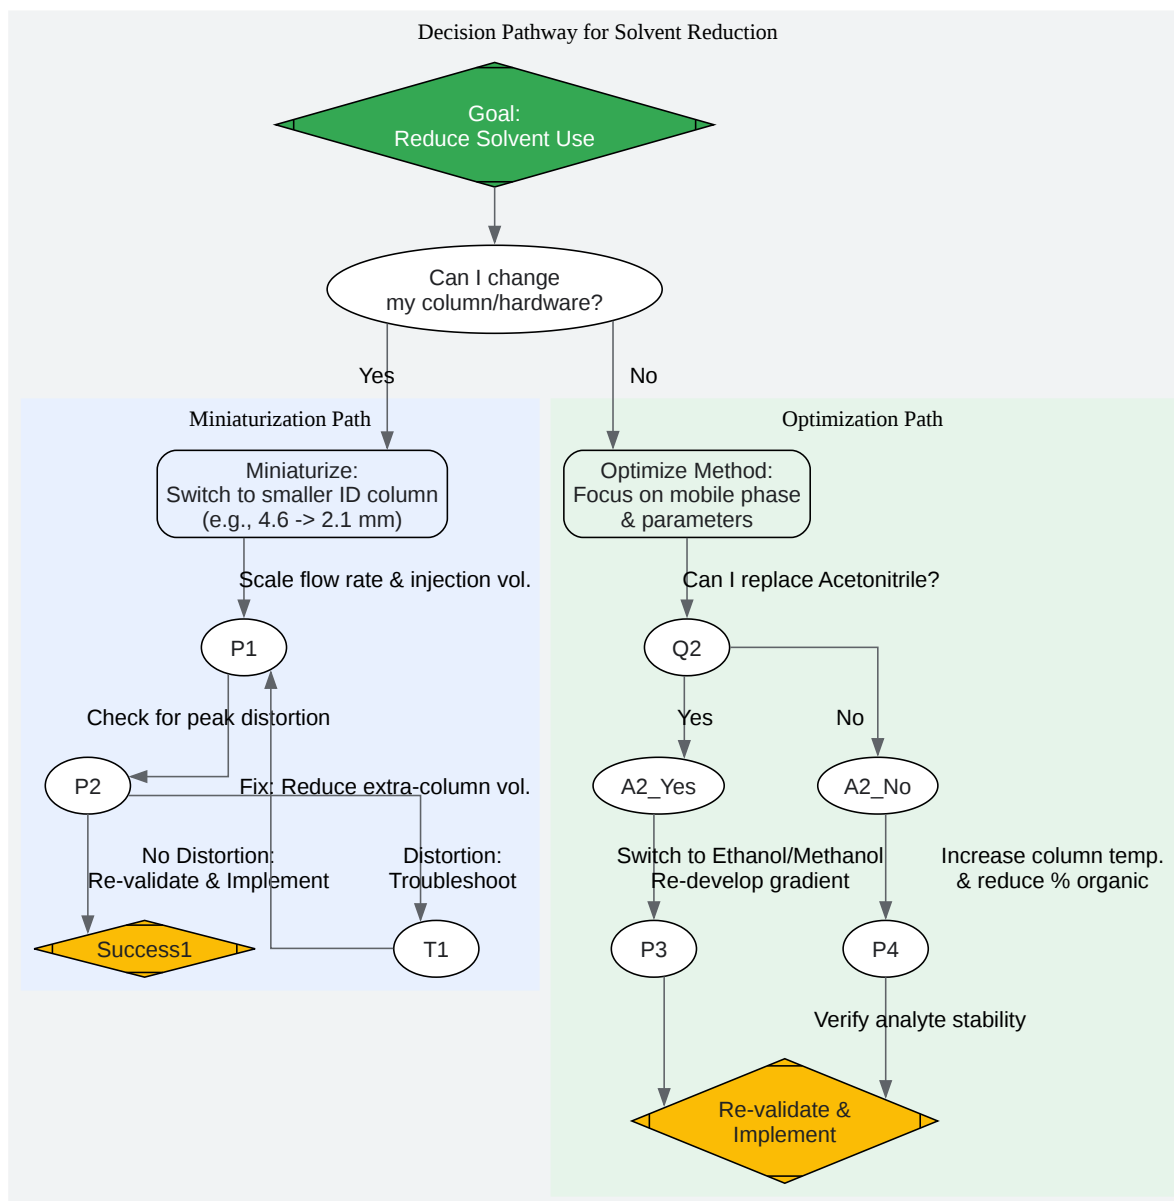 Decision Pathway for Solvent Reduction
Goal:
Reduce Solvent Use
Can I change
my column/hardware?
Yes
No
Miniaturization Path
Miniaturize:
Switch to smaller ID column
(e.g., 4.6 -> 2.1 mm)
Scale flow rate & injection vol.
P1
Check for peak distortion
P2
Fix: Reduce extra-column vol.
No Distortion:
Re-validate & Implement
Distortion:
Troubleshoot
Success1
T1
Optimization Path
Optimize Method:
Focus on mobile phase
& parameters
Can I replace Acetonitrile?
Q2
Yes
No
A2_Yes
A2_No
Switch to Ethanol/Methanol
Re-develop gradient
Increase column temp.
& reduce % organic
P3
P4
Verify analyte stability
Re-validate &
Implement